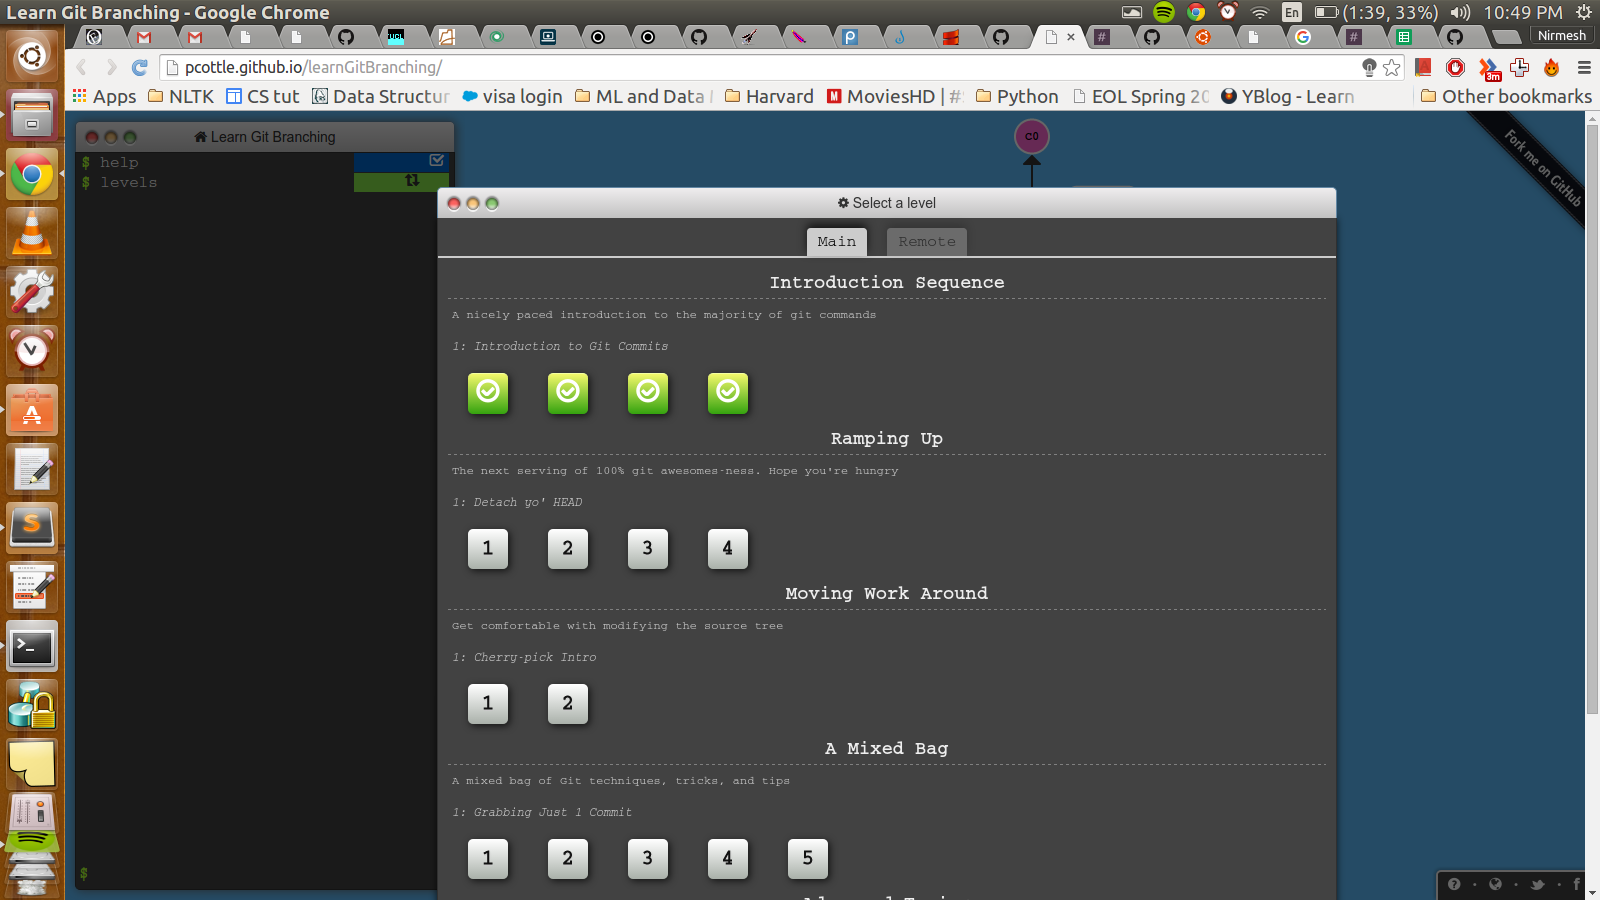 Learn Git Branching - Google Chrome
En
(1:39, 33%)
10:49 PM
Nirmesh
pcottle.github.io/learnGitBranching/
3m
Apps
NLTK
CS tut
Data Structur
visa login
ML and Data
Harvard
MoviesHD | #
Python
EOL Spring 20
YBlog - Learn
Other bookmarks
Learn Git Branching
$ help
$ levels
$
C0
Fork me on GitHub
Select a level
Main
Remote
Introduction Sequence
A nicely paced introduction to the majority of git commands
1: Introduction to Git Commits
Ramping Up
The next serving of 100% git awesomes-ness. Hope you're hungry
1: Detach yo' HEAD
1 2 3 4
Moving Work Around
Get comfortable with modifying the source tree
1: Cherry-pick Intro
1 2
A Mixed Bag
A mixed bag of Git techniques, tricks, and tips
1: Grabbing Just 1 Commit
1 2 3 4 5